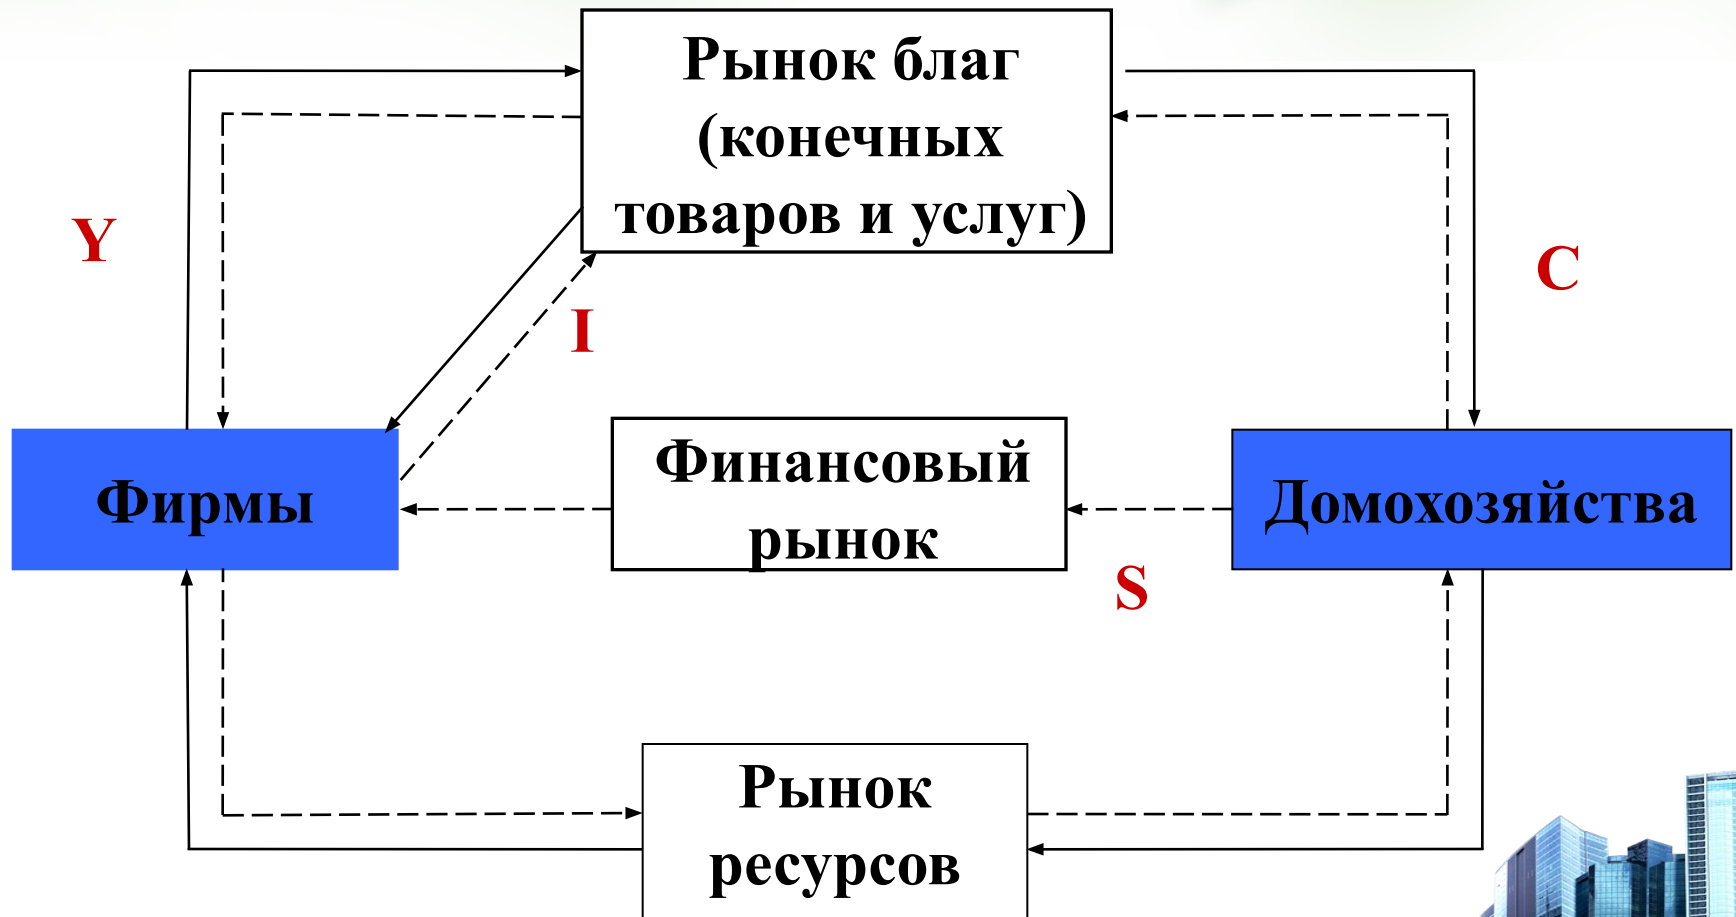 Рынок благ
(конечных
товаров и услуг)
Y
C
I
Фирмы
Финансовый
рынок
Домохозяйства
S
Рынок
ресурсов